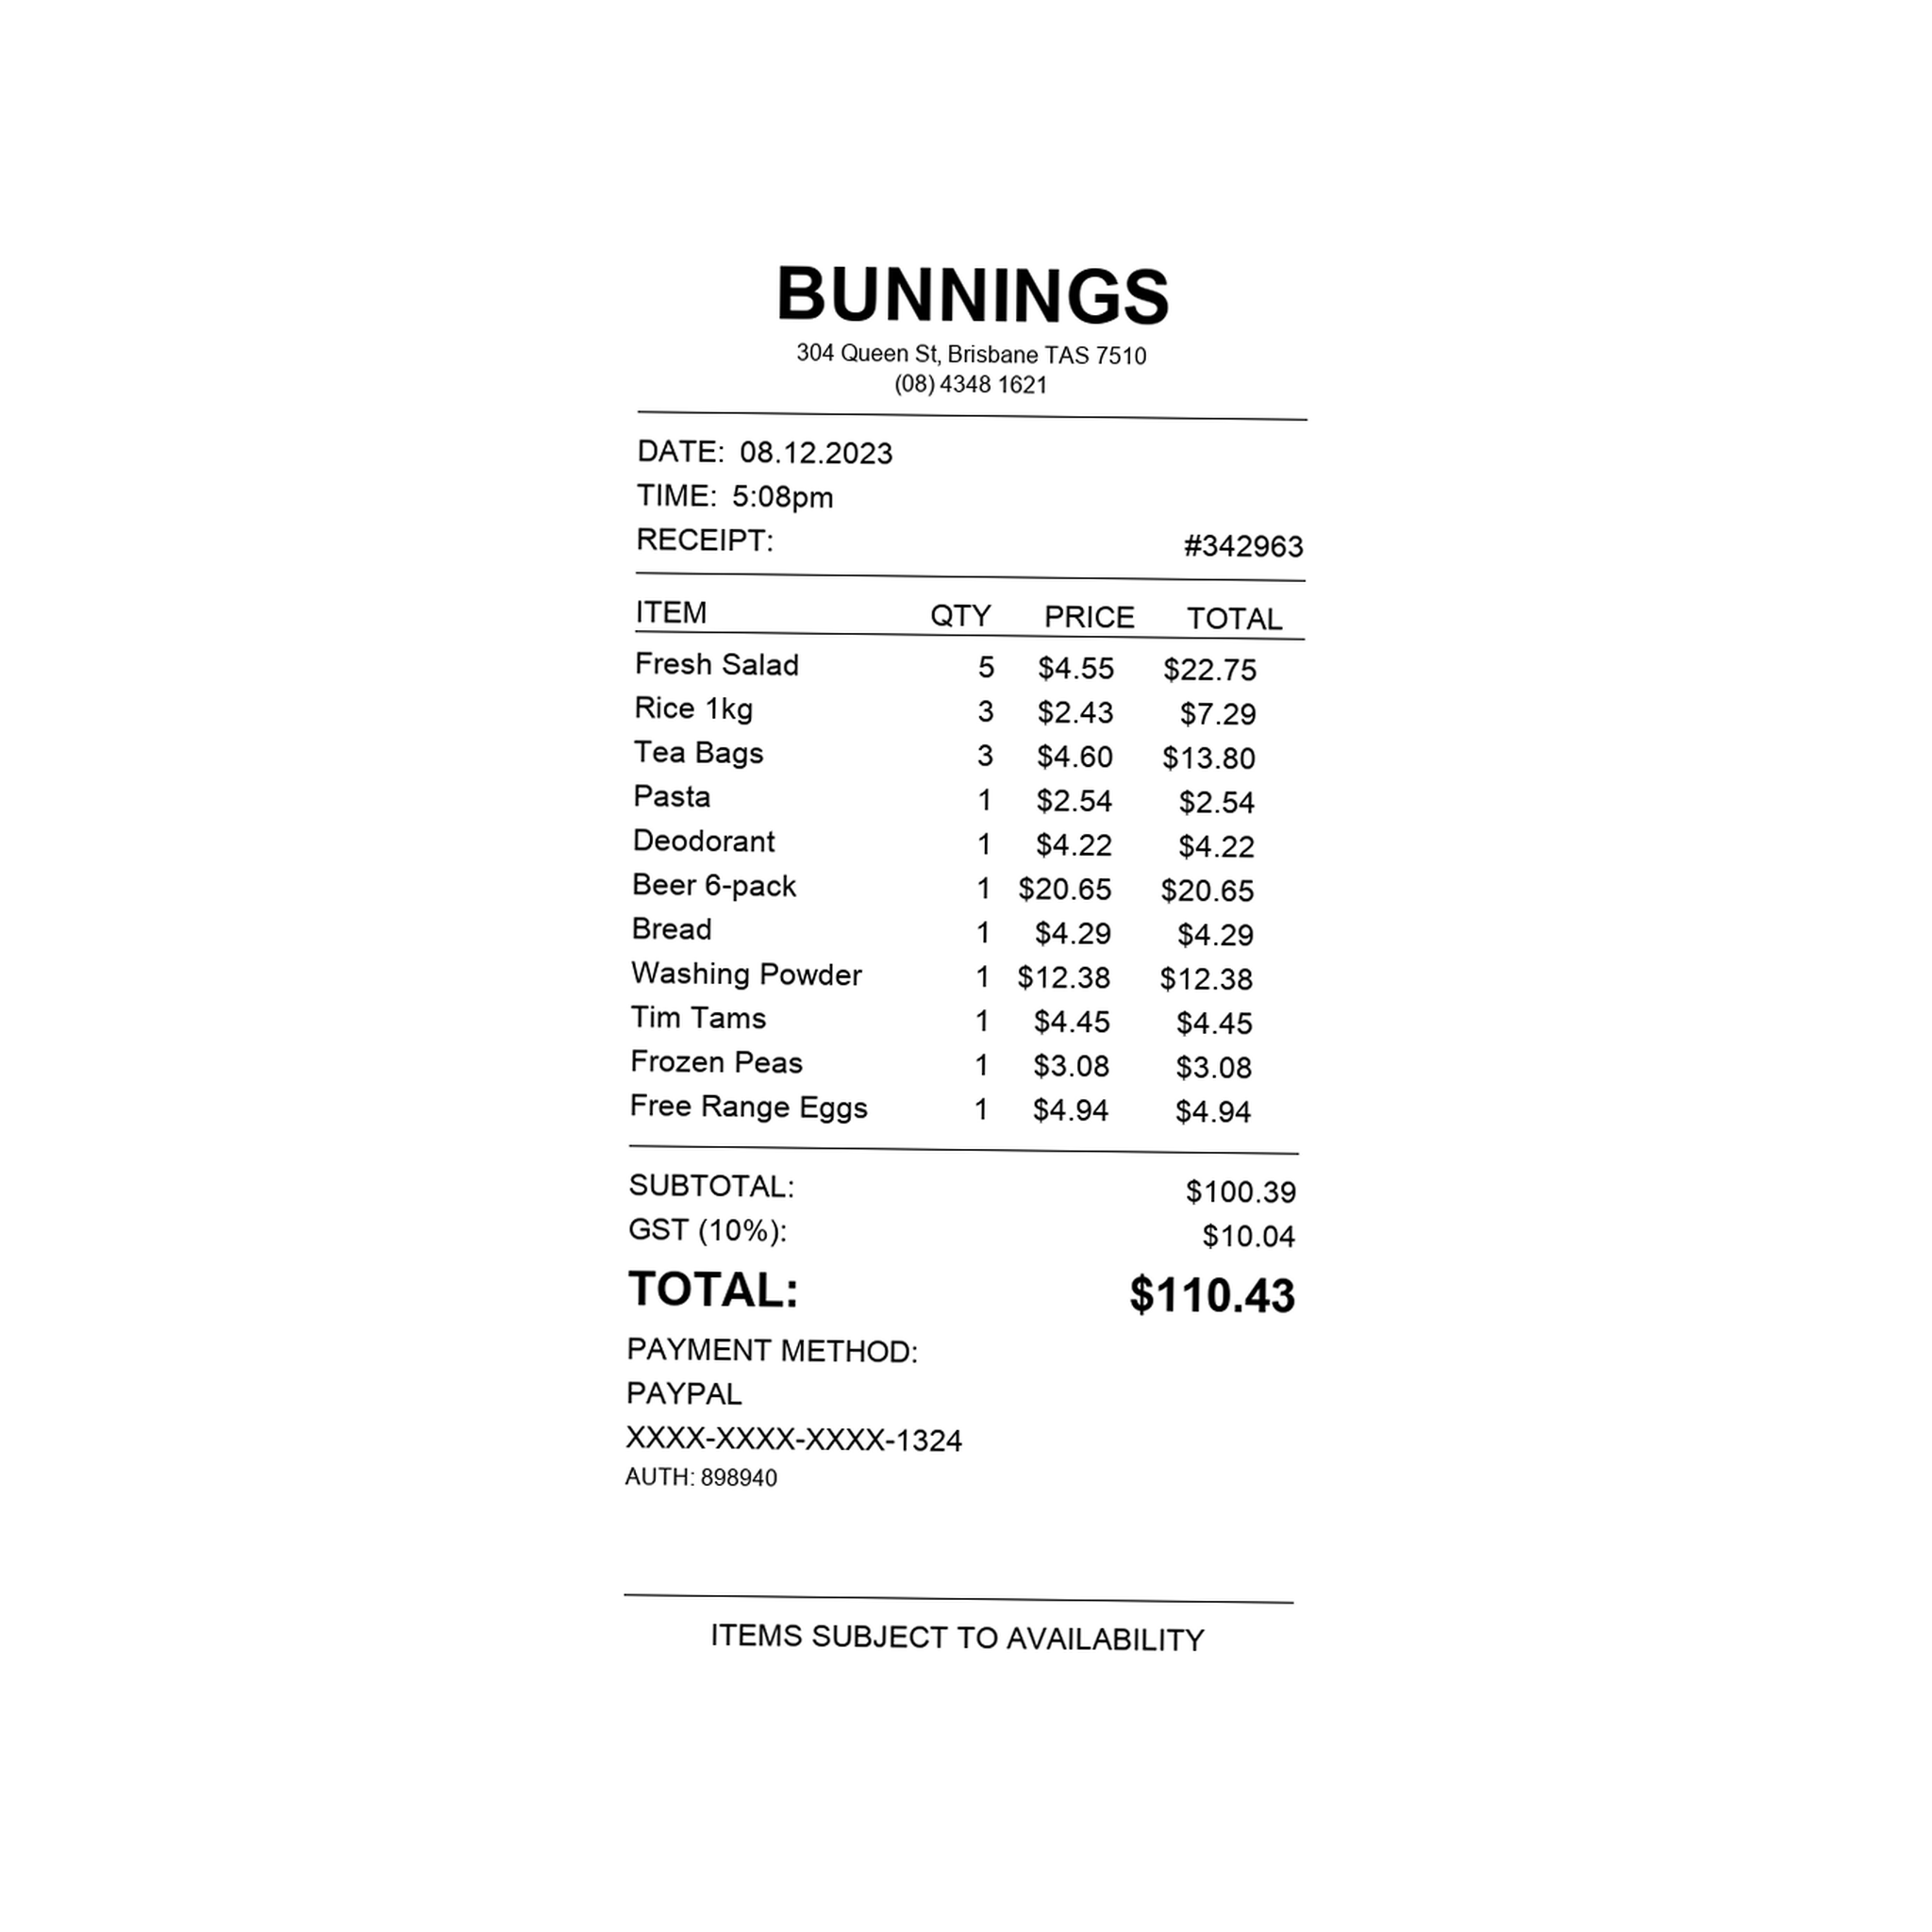 BUNNINGS
304 Queen St, Brisbane TAS 7510
(08) 4348 1621
DATE: 08.12.2023
TIME: 5:08pm
RECEIPT: #342963
ITEM QTY PRICE TOTAL
Fresh Salad 5 $4.55 $22.75
Rice 1kg 3 $2.43 $7.29
Tea Bags 3 $4.60 $13.80
Pasta 1 $2.54 $2.54
Deodorant 1 $4.22 $4.22
Beer 6-pack 1 $20.65 $20.65
Bread 1 $4.29 $4.29
Washing Powder 1 $12.38 $12.38
Tim Tams 1 $4.45 $4.45
Frozen Peas 1 $3.08 $3.08
Free Range Eggs 1 $4.94 $4.94
SUBTOTAL: $100.39
GST (10%): $10.04
TOTAL: $110.43
PAYMENT METHOD:
PAYPAL
XXXX-XXXX-XXXX-1324
AUTH: 898940
ITEMS SUBJECT TO AVAILABILITY